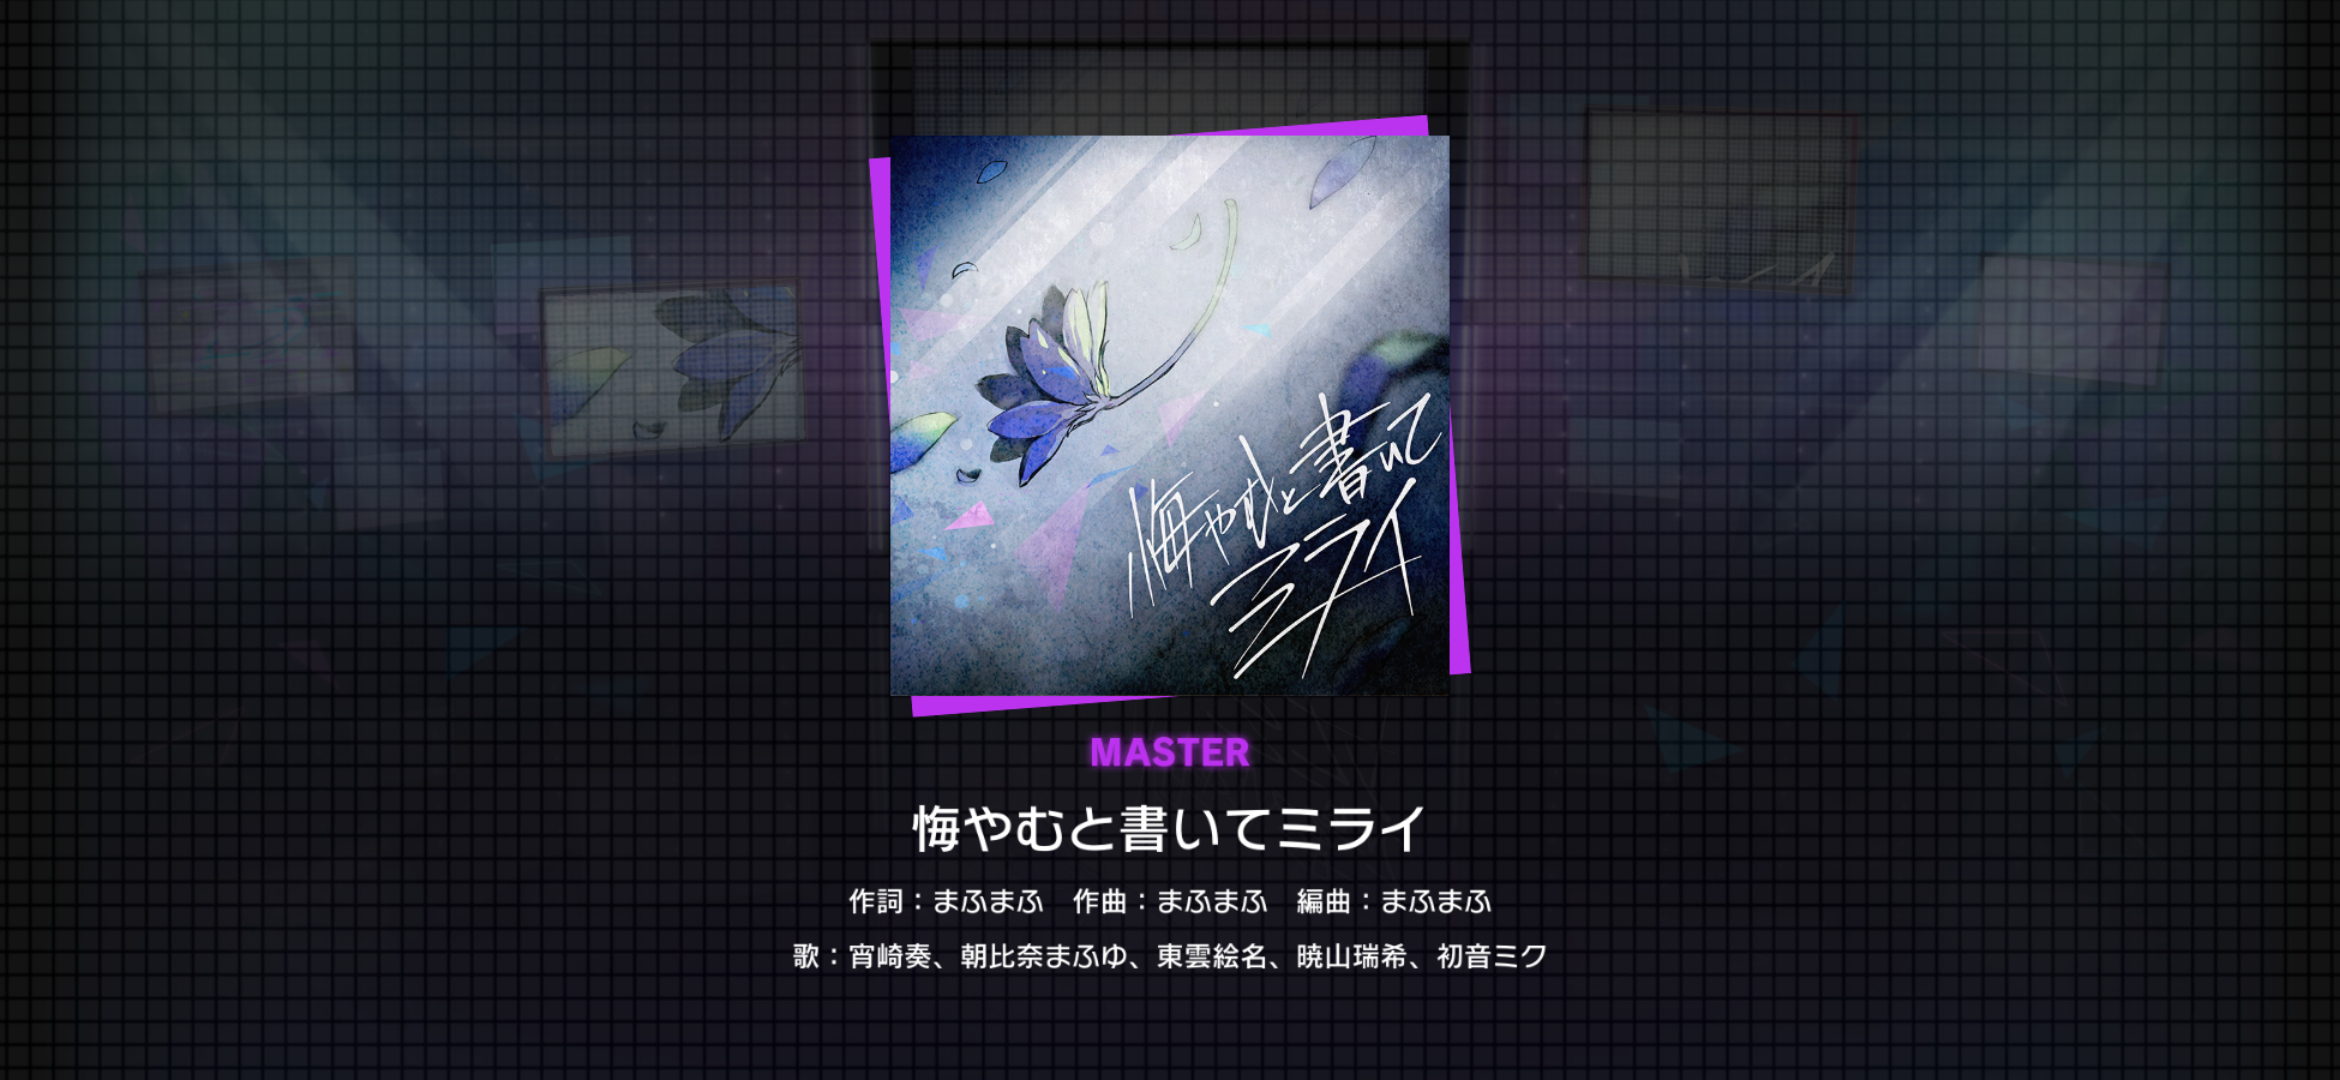 悔やむと書いて
ミライ
MASTER
悔やむと書いてミライ
作詞：まふまふ　作曲：まふまふ　編曲：まふまふ
歌：宵崎奏、朝比奈まふゆ、東雲絵名、暁山瑞希、初音ミク